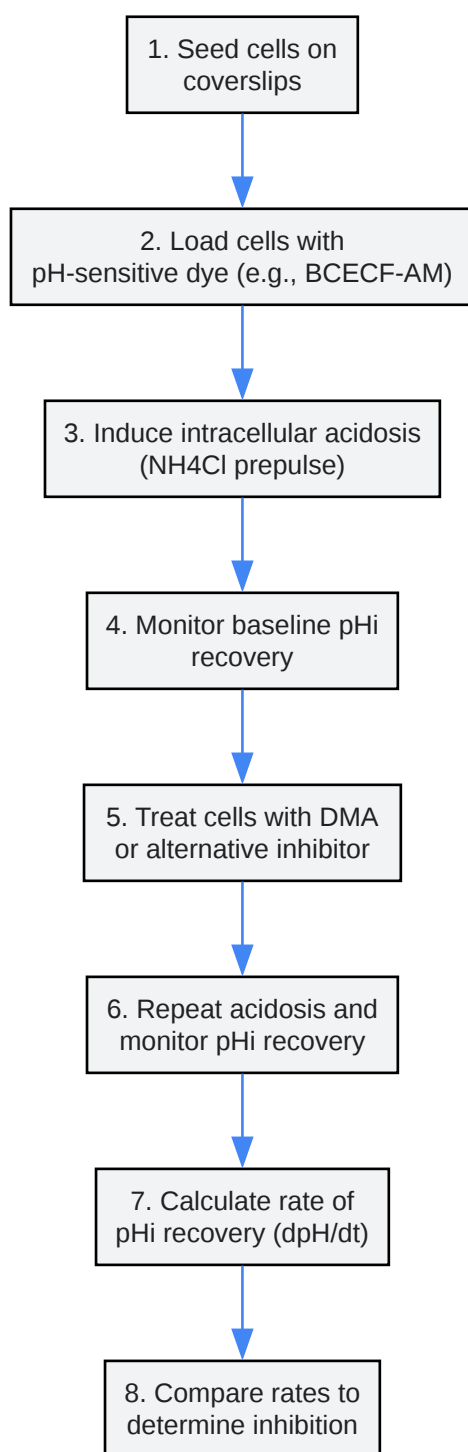 1. Seed cells on
coverslips
2. Load cells with
pH-sensitive dye (e.g., BCECF-AM)
3. Induce intracellular acidosis
(NH4Cl prepulse)
4. Monitor baseline pHi
recovery
5. Treat cells with DMA
or alternative inhibitor
6. Repeat acidosis and
monitor pHi recovery
7. Calculate rate of
pHi recovery (dpH/dt)
8. Compare rates to
determine inhibition